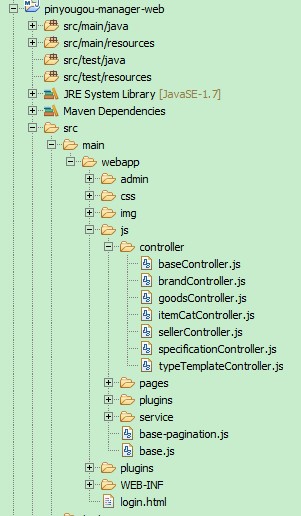 pinyougou-manager-web
src/main/java
src/main/resources
src/test/java
src/test/resources
JRE System Library [JavaSE-1.7]
Maven Dependencies
src
main
webapp
admin
css
img
js
controller
baseController.js
brandController.js
goodsController.js
itemCatController.js
sellerController.js
specificationController.js
typeTemplateController.js
pages
plugins
service
base-pagination.js
base.js
plugins
WEB-INF
login.html